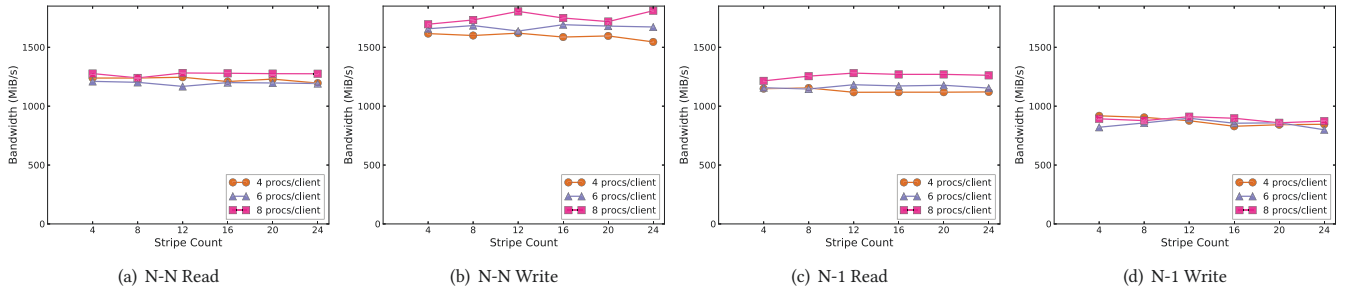 1500
1000
500
0
Bandwidth (MiB/s)
4 procs/client
6 procs/client
8 procs/client
4 8 12 16 20 24
Stripe Count
(a) N-N Read
1500
1000
500
0
Bandwidth (MiB/s)
4 procs/client
6 procs/client
8 procs/client
4 8 12 16 20 24
Stripe Count
(b) N-N Write
1500
1000
500
0
Bandwidth (MiB/s)
4 procs/client
6 procs/client
8 procs/client
4 8 12 16 20 24
Stripe Count
(c) N-1 Read
1500
1000
500
0
Bandwidth (MiB/s)
4 procs/client
6 procs/client
8 procs/client
4 8 12 16 20 24
Stripe Count
(d) N-1 Write